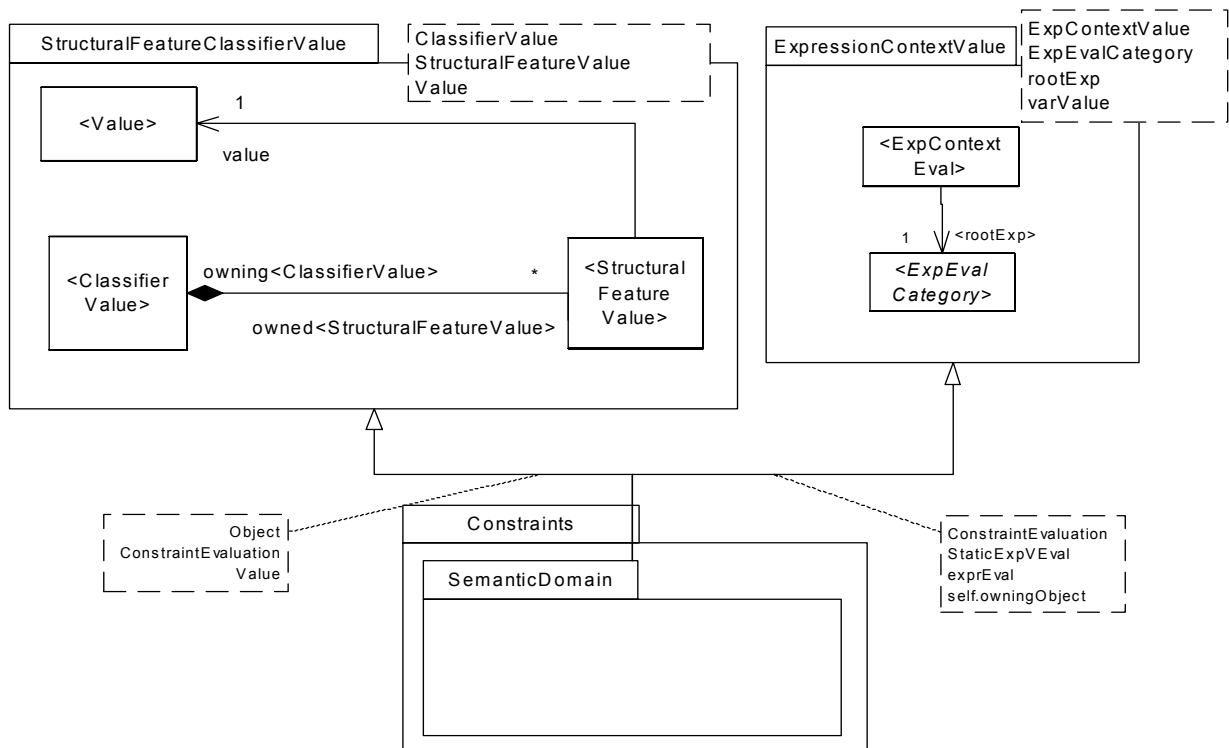 StructuralFeatureClassifierValue
ClassifierValue
StructuralFeatureValue
Value
<Value>
1
value
<Classifier
Value>
owning<ClassifierValue>
*
owned<StructuralFeatureValue>
<Structural
Feature
Value>
ExpressionContextValue
ExpContextValue
ExpEvalCategory
rootExp
varValue
<ExpContext
Eval>
1
<rootExp>
<ExpEval
Category>
Object
ConstraintEvaluation
Value
Constraints
SemanticDomain
ConstraintEvaluation
StaticExpVEval
exprEval
self.owningObject